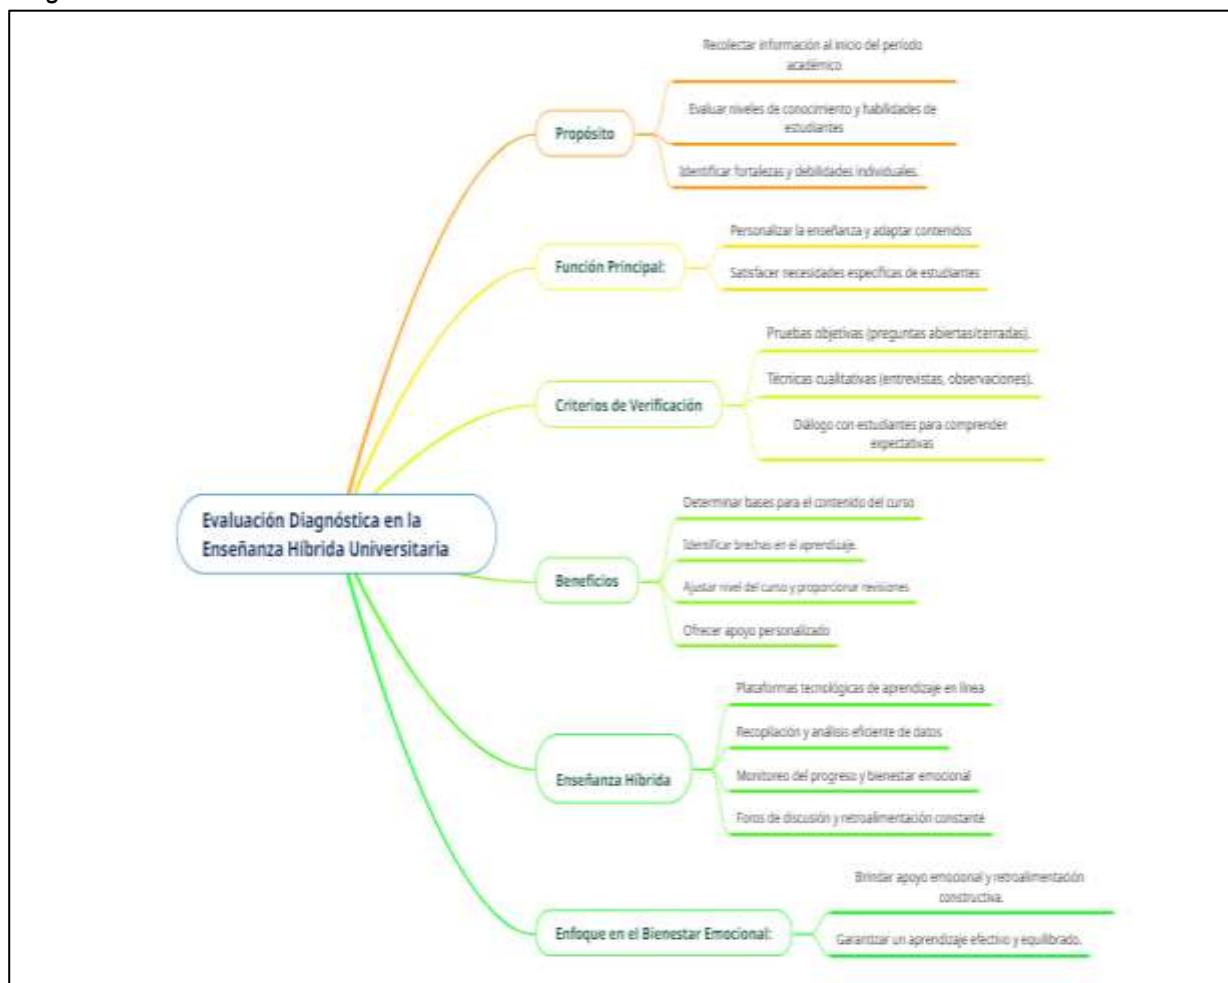 Evaluación Diagnóstica en la
Enseñanza Híbrida Universitaria
Propósito
Recolectar información al inicio del período
académico
Evaluar niveles de conocimiento y habilidades de
estudiantes
Identificar fortalezas y debilidades individuales.
Función Principal:
Personalizar la enseñanza y adaptar contenidos
Satisfacer necesidades específicas de estudiantes
Criterios de Verificación
Pruebas objetivas (preguntas abiertas/cerradas).
Técnicas cualitativas (entrevistas, observaciones).
Diálogo con estudiantes para comprender
expectativas
Beneficios
Determinar bases para el contenido del curso
Identificar brechas en el aprendizaje.
Ajustar nivel del curso y proporcionar revisiones
Ofrecer apoyo personalizado
Enseñanza Híbrida
Plataformas tecnológicas de aprendizaje en línea
Recopilación y análisis eficiente de datos
Monitoreo del progreso y bienestar emocional
Foros de discusión y retroalimentación constante
Enfoque en el Bienestar Emocional:
Brindar apoyo emocional y retroalimentación
constructiva.
Garantizar un aprendizaje efectivo y equilibrado.